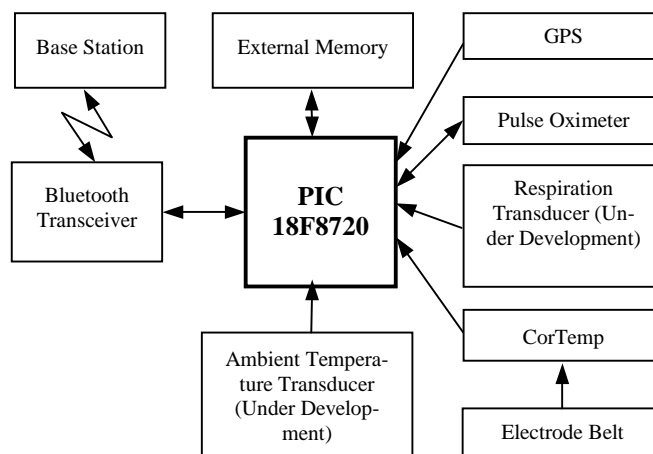 Base Station
External Memory
GPS
Pulse Oximeter
Bluetooth
Transceiver
PIC
18F8720
Respiration
Transducer (Un-
der Development)
Ambient Tempera-
ture Transducer
(Under Develop-
ment)
CorTemp
Electrode Belt